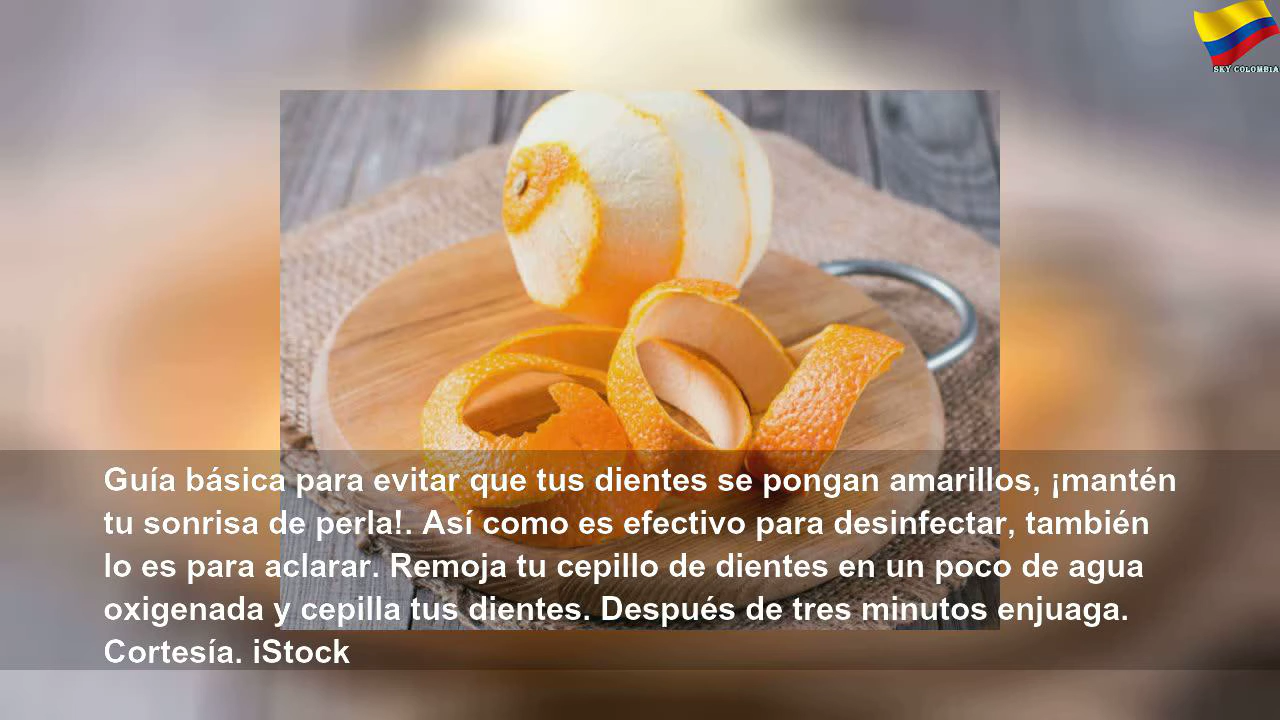 SKY COLOMBIA
Guía básica para evitar que tus dientes se pongan amarillos, ¡mantén
tu sonrisa de perla!. Así como es efectivo para desinfectar, también
lo es para aclarar. Remoja tu cepillo de dientes en un poco de agua
oxigenada y cepilla tus dientes. Después de tres minutos enjuaga.
Cortesía. iStock